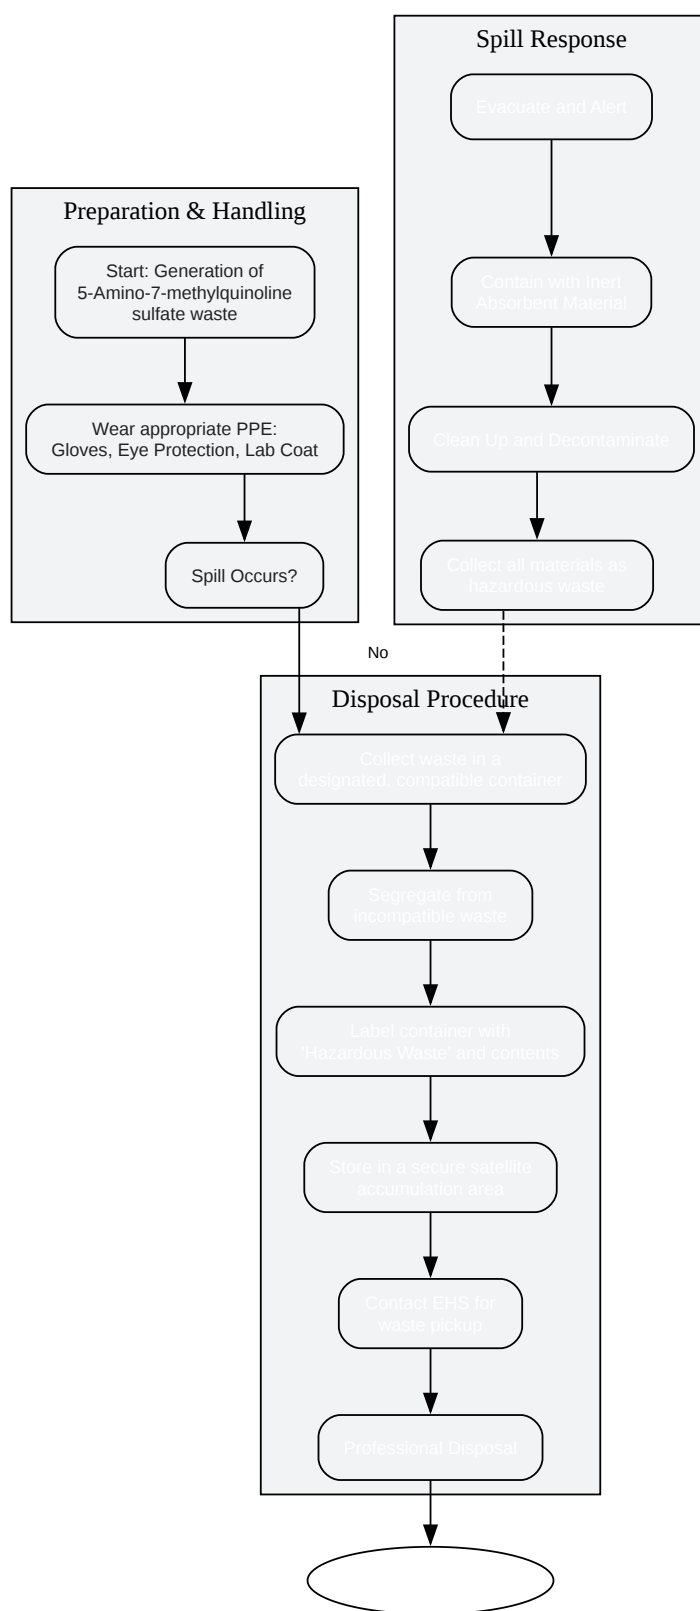 Spill Response
Evacuate and Alert
Contain with Inert
Absorbent Material
Clean Up and Decontaminate
Collect all materials as
hazardous waste
Preparation & Handling
Start: Generation of
5-Amino-7-methylquinoline
sulfate waste
Wear appropriate PPE:
Gloves, Eye Protection, Lab Coat
Spill Occurs?
No
Disposal Procedure
Collect waste in a
designated, compatible container
Segregate from
incompatible waste
Label container with
'Hazardous Waste' and contents
Store in a secure satellite
accumulation area
Contact EHS for
waste pickup
Professional Disposal